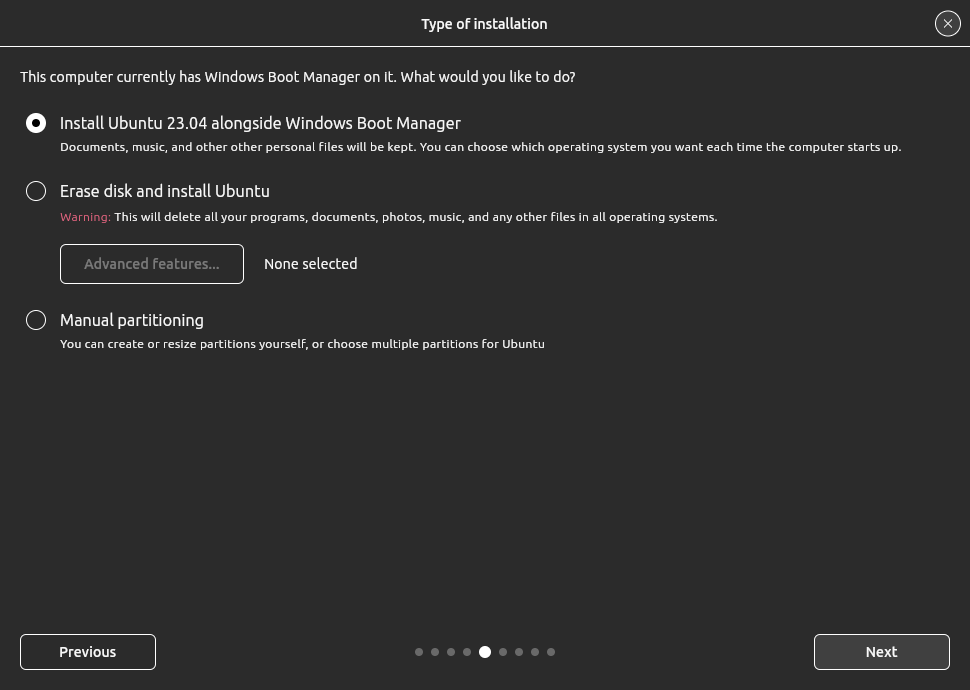 Type of installation
This computer currently has Windows Boot Manager on it. What would you like to do?
Install Ubuntu 23.04 alongside Windows Boot Manager
Documents, music, and other other personal files will be kept. You can choose which operating system you want each time the computer starts up.
Erase disk and install Ubuntu
Warning: This will delete all your programs, documents, photos, music, and any other files in all operating systems.
Advanced features... None selected
Manual partitioning
You can create or resize partitions yourself, or choose multiple partitions for Ubuntu
Previous Next